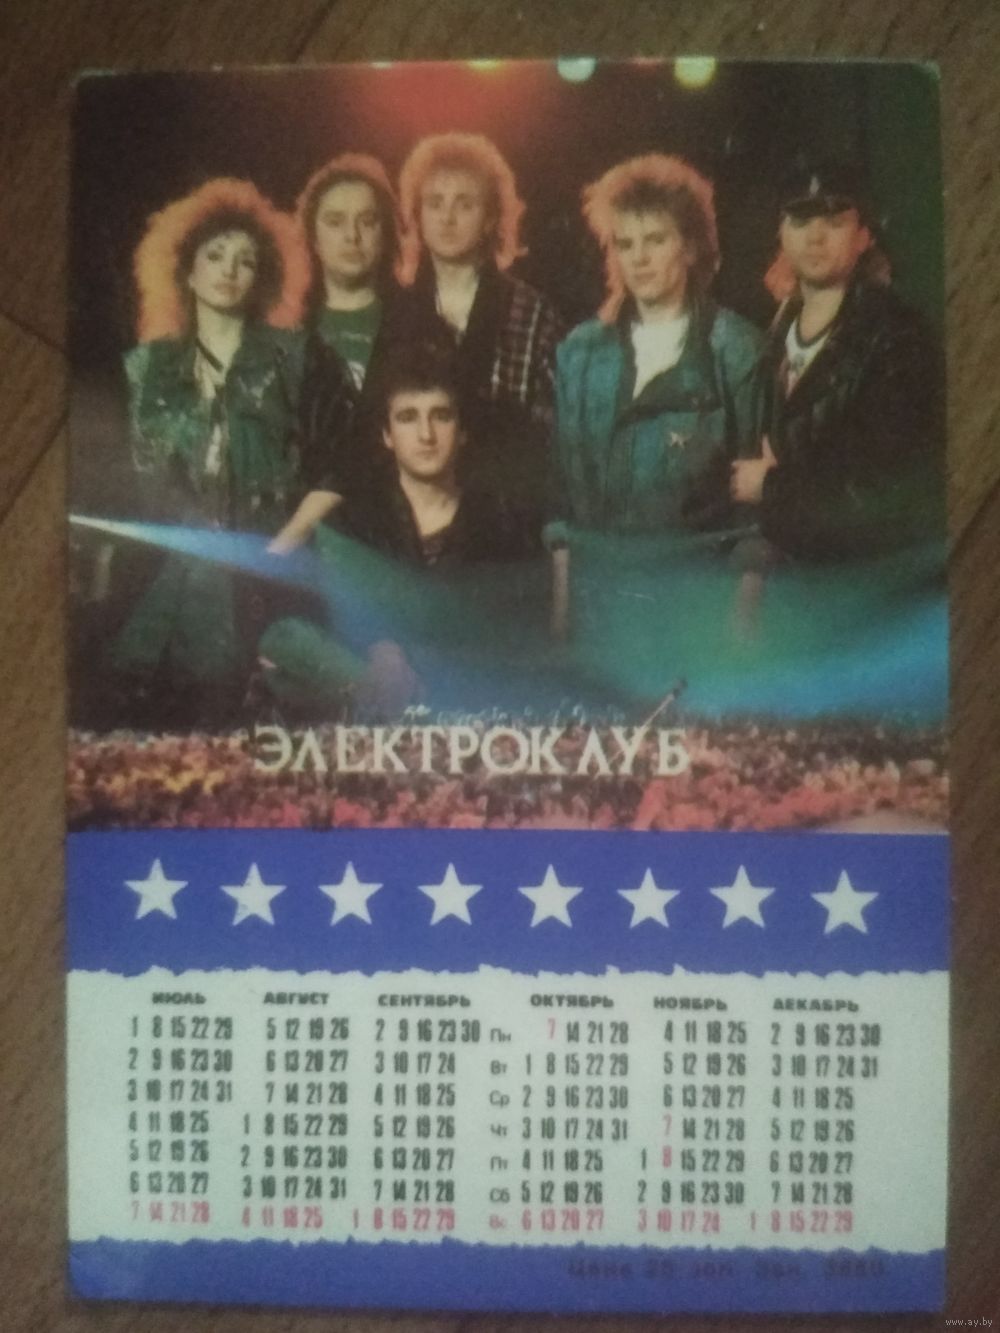 ЭЛЕКТРОКЛУБ
ИЮЛЬ АВГУСТ СЕНТЯБРЬ ОКТЯБРЬ НОЯБРЬ ДЕКАБРЬ
1 8 15 22 29 5 12 19 26 2 9 16 23 30 Пн 7 14 21 28 4 11 18 25 2 9 16 23 30
2 9 16 23 30 6 13 20 27 3 10 17 24 Вт 1 8 15 22 29 5 12 19 26 3 10 17 24 31
3 10 17 24 31 7 14 21 28 4 11 18 25 Ср 2 9 16 23 30 6 13 20 27 4 11 18 25
4 11 18 25 1 8 15 22 29 5 12 19 26 Чт 3 10 17 24 31 7 14 21 28 5 12 19 26
5 12 19 26 2 9 16 23 30 6 13 20 27 Пт 4 11 18 25 1 8 15 22 29 6 13 20 27
6 13 20 27 3 10 17 24 31 7 14 21 28 Сб 5 12 19 26 2 9 16 23 30 7 14 21 28
7 14 21 28 4 11 18 25 1 8 15 22 29 Вс 6 13 20 27 3 10 17 24 1 8 15 22 29
Цена 25 коп. Зак.
www.ay.by